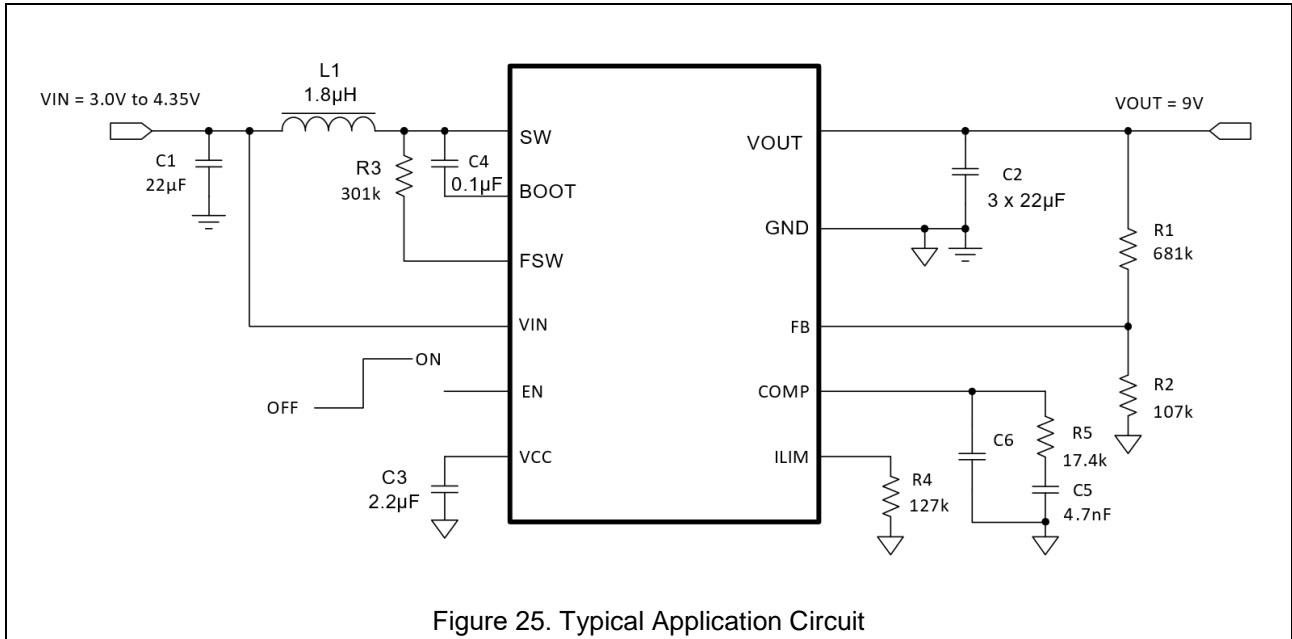 L1
1.8µH
VIN = 3.0V to 4.35V
VOUT = 9V
SW
VOUT
C1
22µF
R3
301k
C4
0.1µF
BOOT
C2
3 x 22µF
GND
R1
681k
FSW
VIN
FB
ON
OFF
EN
COMP
R2
107k
C6
R5
17.4k
VCC
ILIM
C3
2.2µF
R4
127k
C5
4.7nF
Figure 25. Typical Application Circuit